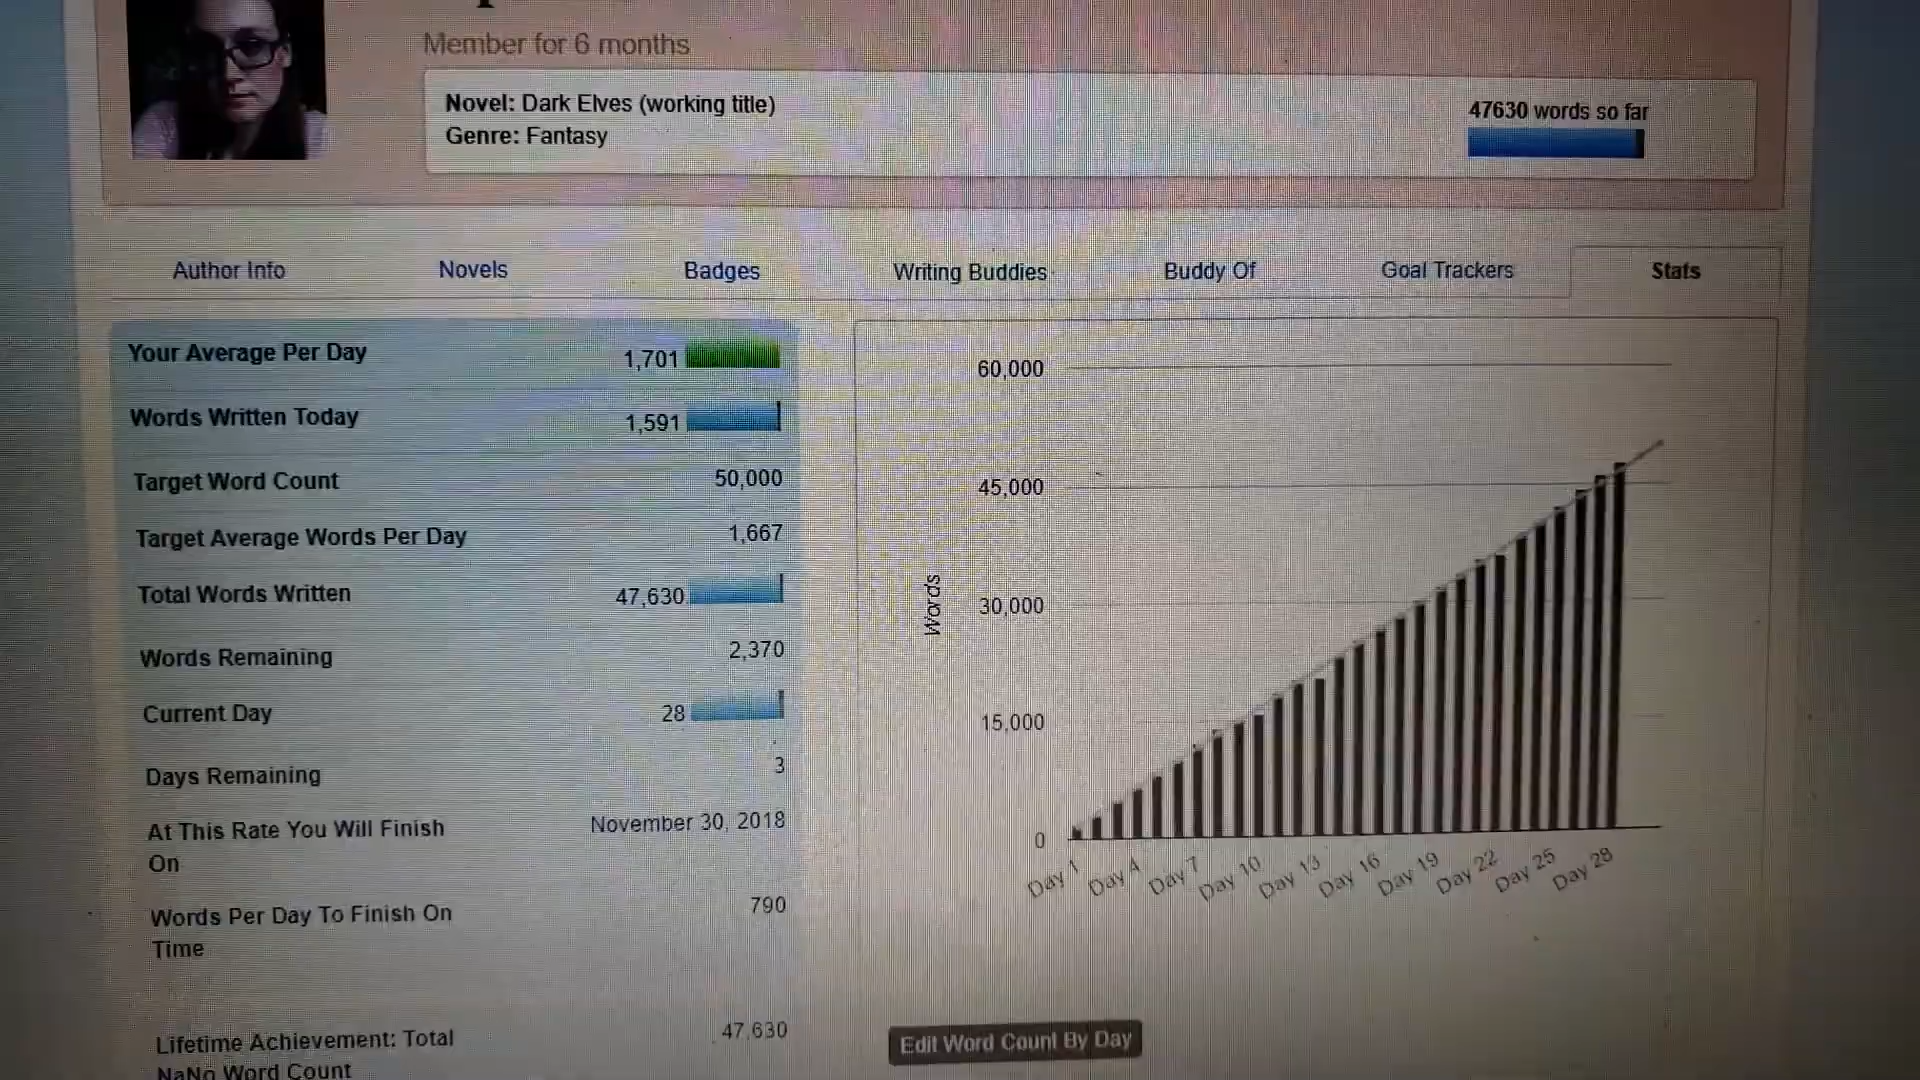 Member for 6 months
Novel: Dark Elves (working title)
Genre: Fantasy
47630 words so far
Author Info
Novels
Badges
Writing Buddies
Buddy Of
Goal Trackers
Stats
Your Average Per Day 1,701
Words Written Today 1,591
Target Word Count 50,000
Target Average Words Per Day 1,667
Total Words Written 47,630
Words Remaining 2,370
Current Day 28
Days Remaining 3
At This Rate You Will Finish November 30, 2018
On
Words Per Day To Finish On 790
Time
Lifetime Achievement: Total 47,630
NaNo Word Count
60,000
45,000
30,000
15,000
0
Words
Day 1
Day 4
Day 7
Day 10
Day 13
Day 16
Day 19
Day 22
Day 25
Day 28
Edit Word Count By Day